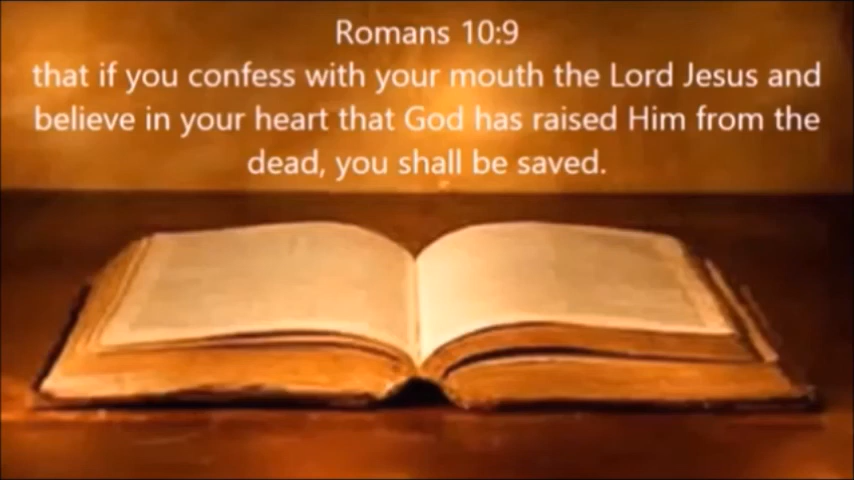 Romans 10:9
that if you confess with your mouth the Lord Jesus and
believe in your heart that God has raised Him from the
dead, you shall be saved.